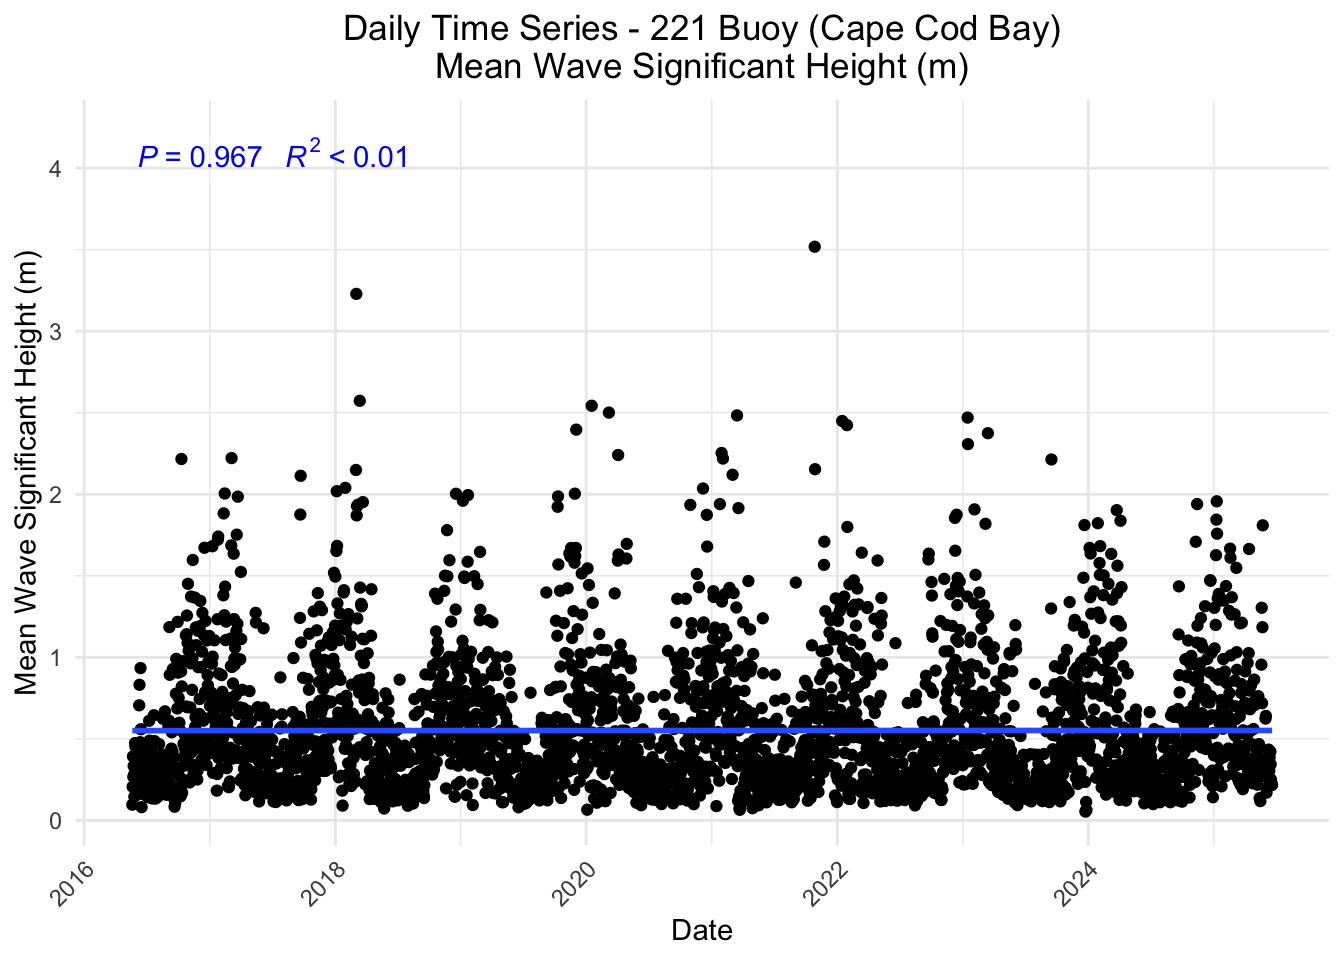 Daily Time Series - 221 Buoy (Cape Cod Bay)
Mean Wave Significant Height (m)
P = 0.967 R² < 0.01
4
3
2
1
0
Mean Wave Significant Height (m)
2016
2018
2020
2022
2024
Date